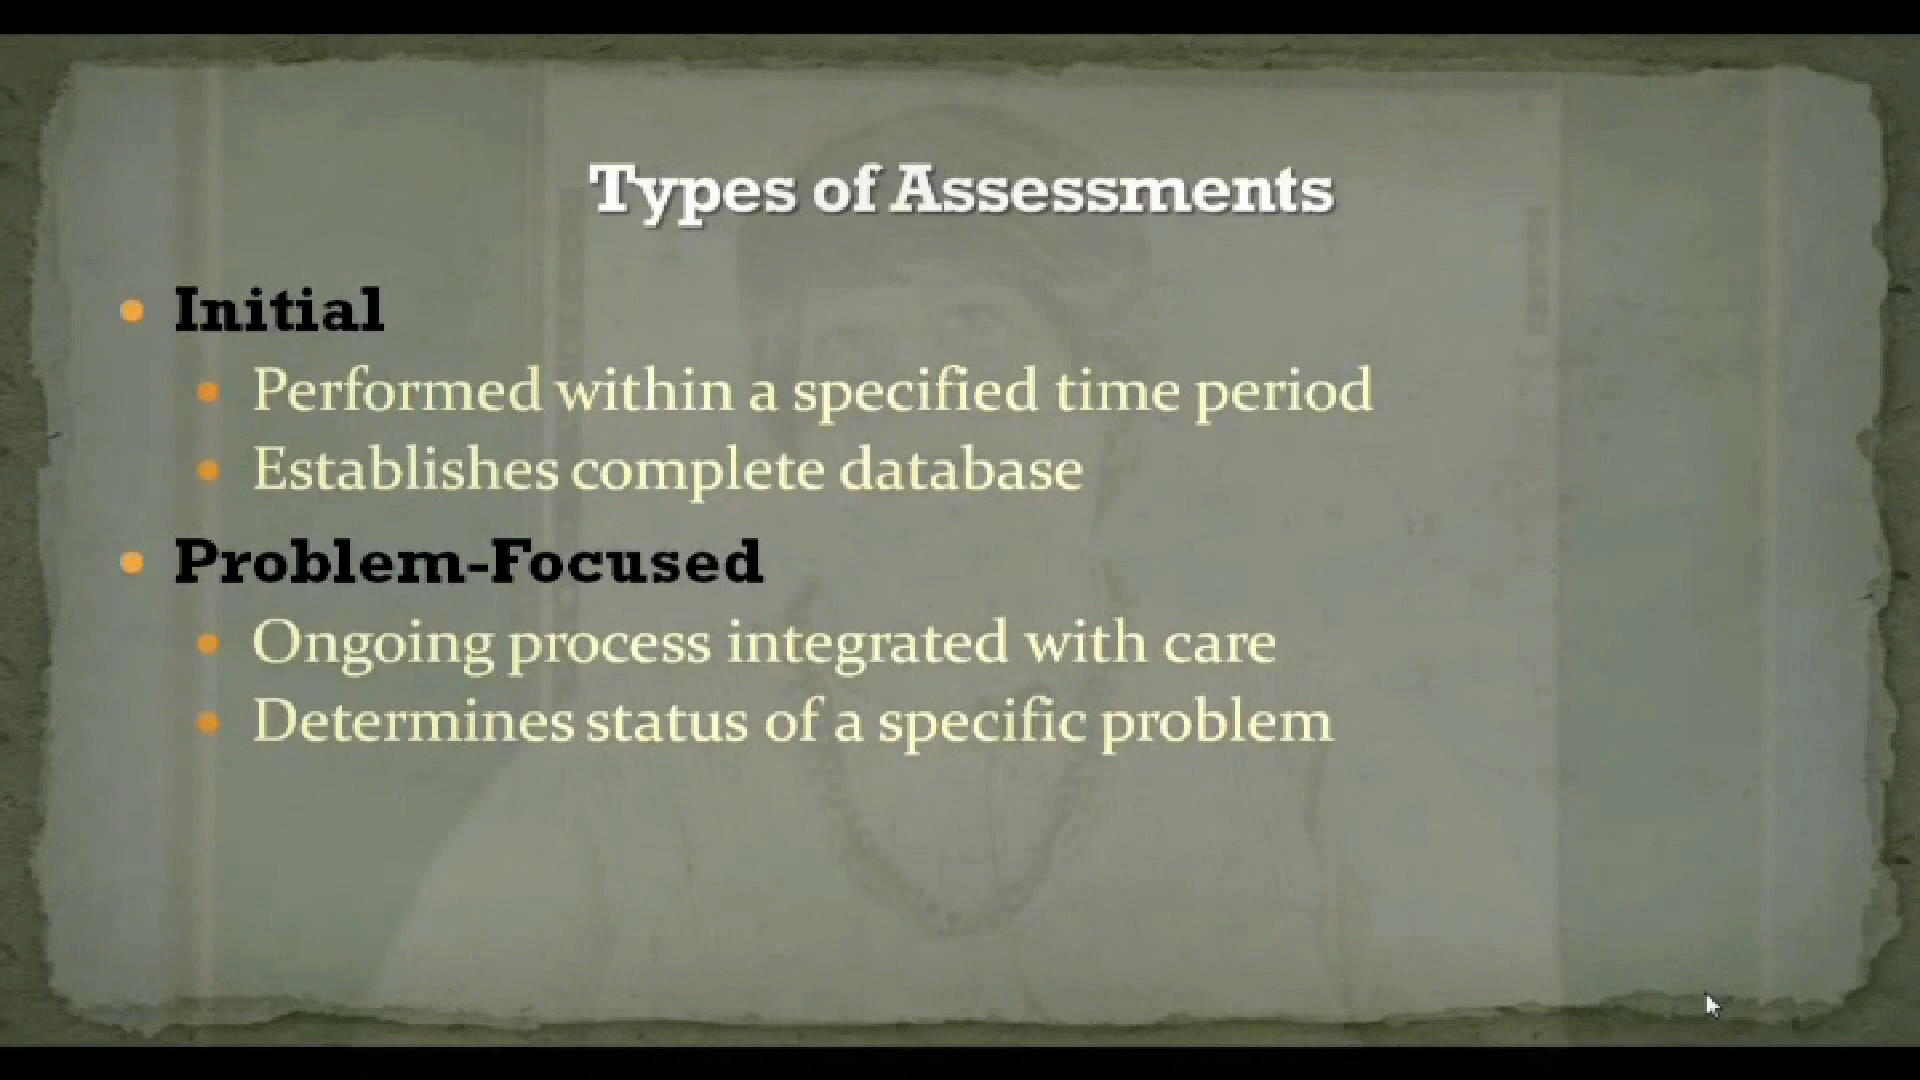 Types of Assessments
Initial
Performed within a specified time period
Establishes complete database
Problem-Focused
Ongoing process integrated with care
Determines status of a specific problem